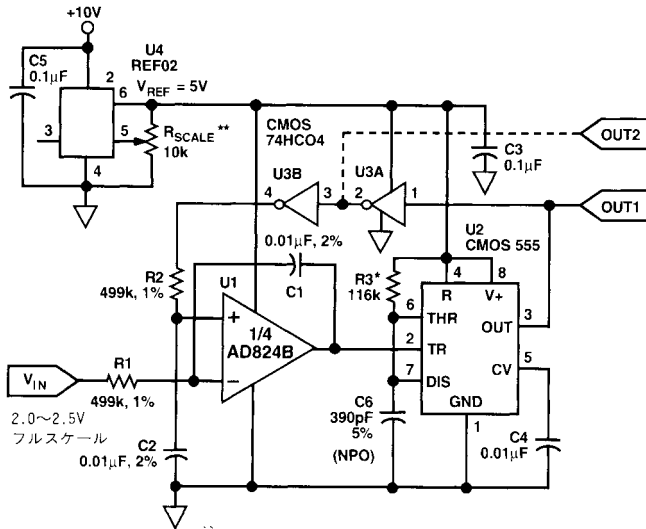 +10V
C5
0.1μF
U4
REF02
2
6
VREF = 5V
3
5
RSCALE**
10k
4
CMOS
74HCO4
C3
0.1μF
OUT2
U3B
4
3
U3A
2
1
OUT1
0.01μF, 2%
C1
U2
CMOS 555
R2
499k, 1%
U1
R3*
116k
4
8
R
V+
6
THR
OUT
3
+
1/4
AD824B
−
2
TR
5
CV
7
DIS
GND
1
VIN
R1
499k, 1%
2.0～2.5V
フルスケール
C2
0.01μF, 2%
C6
390pF
5%
(NPO)
C4
0.01μF